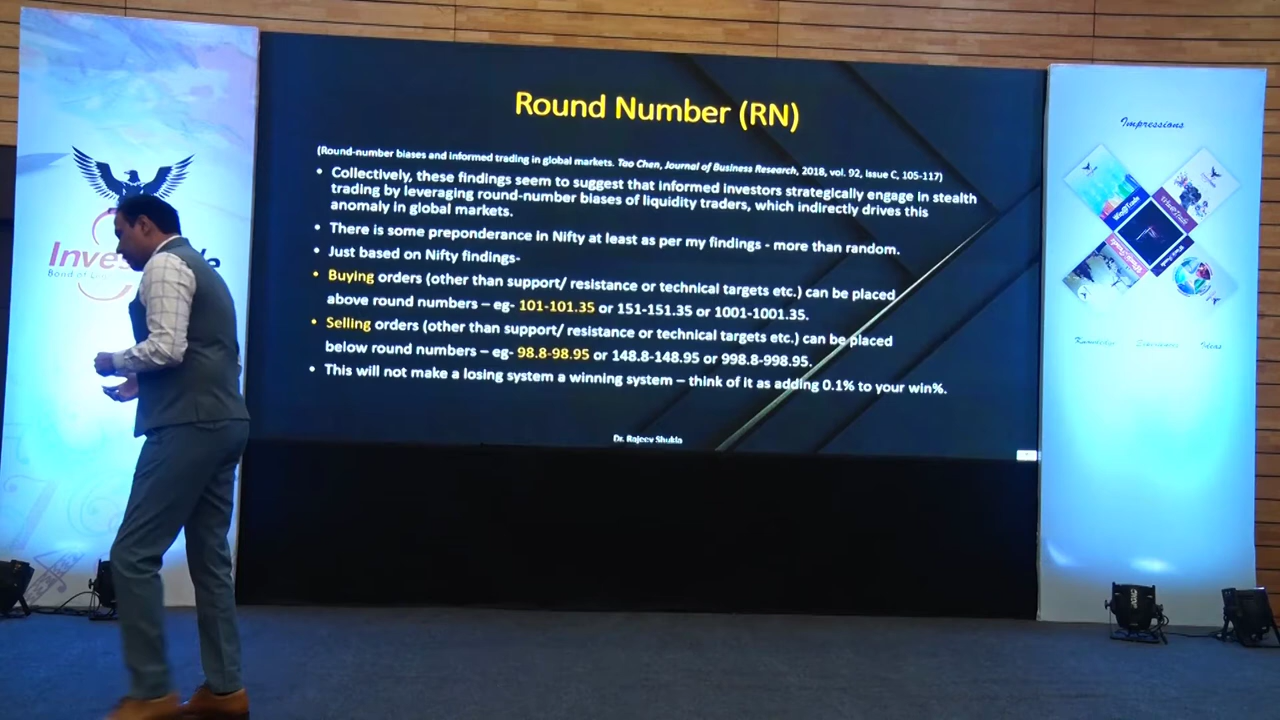 Round Number (RN)
(Round-number biases and informed trading in global markets. Tao Chen, Journal of Business Research, 2018, vol. 92, issue C, 105-117)
• Collectively, these findings seem to suggest that informed investors strategically engage in stealth
trading by leveraging round-number biases of liquidity traders, which indirectly drives this
anomaly in global markets.
• There is some preponderance in Nifty at least as per my findings - more than random.
• Just based on Nifty findings-
• Buying orders (other than support/ resistance or technical targets etc.) can be placed
above round numbers – eg- 101-101.35 or 151-151.35 or 1001-1001.35.
• Selling orders (other than support/ resistance or technical targets etc.) can be placed
below round numbers – eg- 98.8-98.95 or 148.8-148.95 or 998.8-998.95.
• This will not make a losing system a winning system – think of it as adding 0.1% to your win%.
Dr. Rajeev Shukla
Impressions
Knowledge Experience Ideas